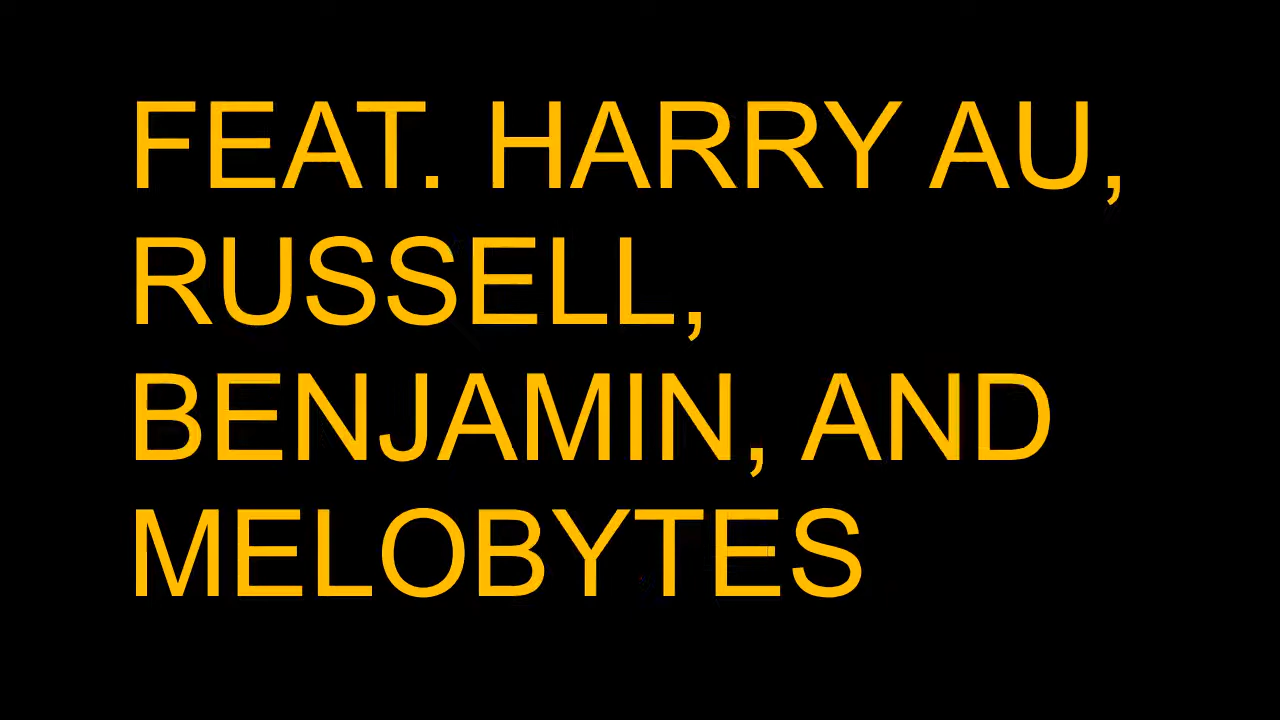 FEAT. HARRY AU,
RUSSELL,
BENJAMIN, AND
MELOBYTES